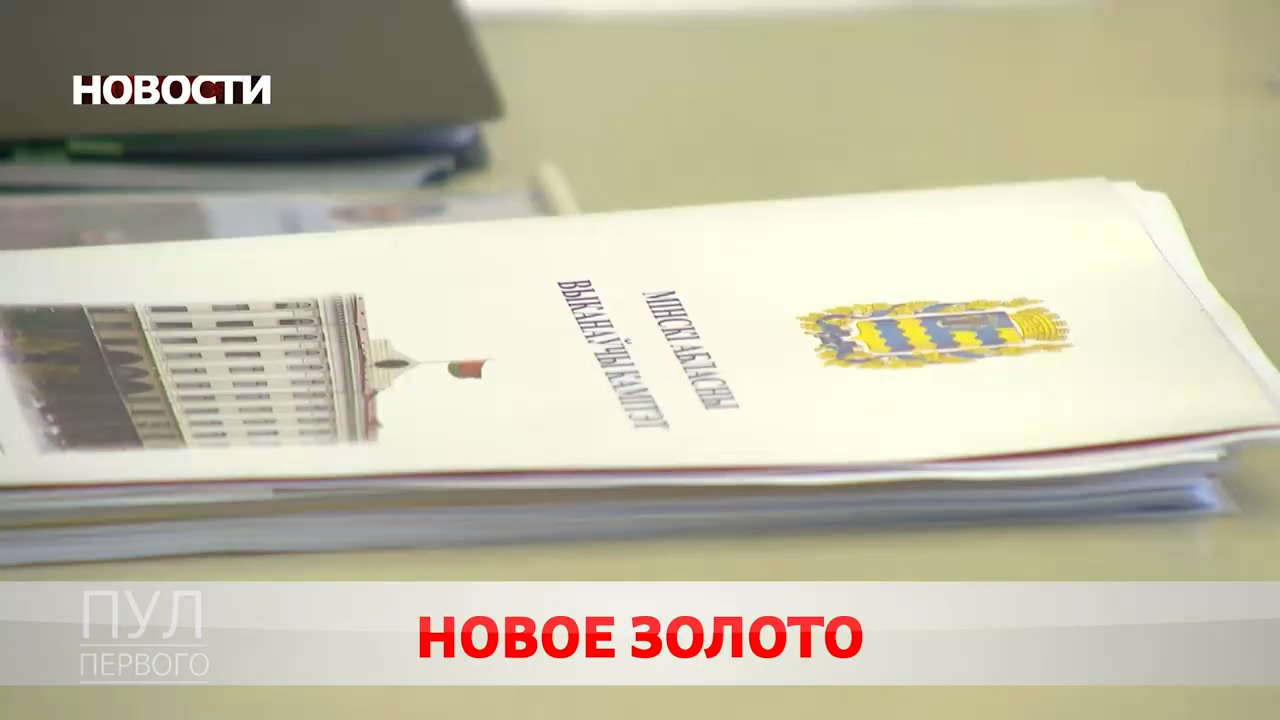 НОВОСТИ
МІНСКІ АБЛАСНЫ
ВЫКАНАЎЧЫ КАМІТЭТ
НОВОЕ ЗОЛОТО
ПУЛ
ПЕРВОГО